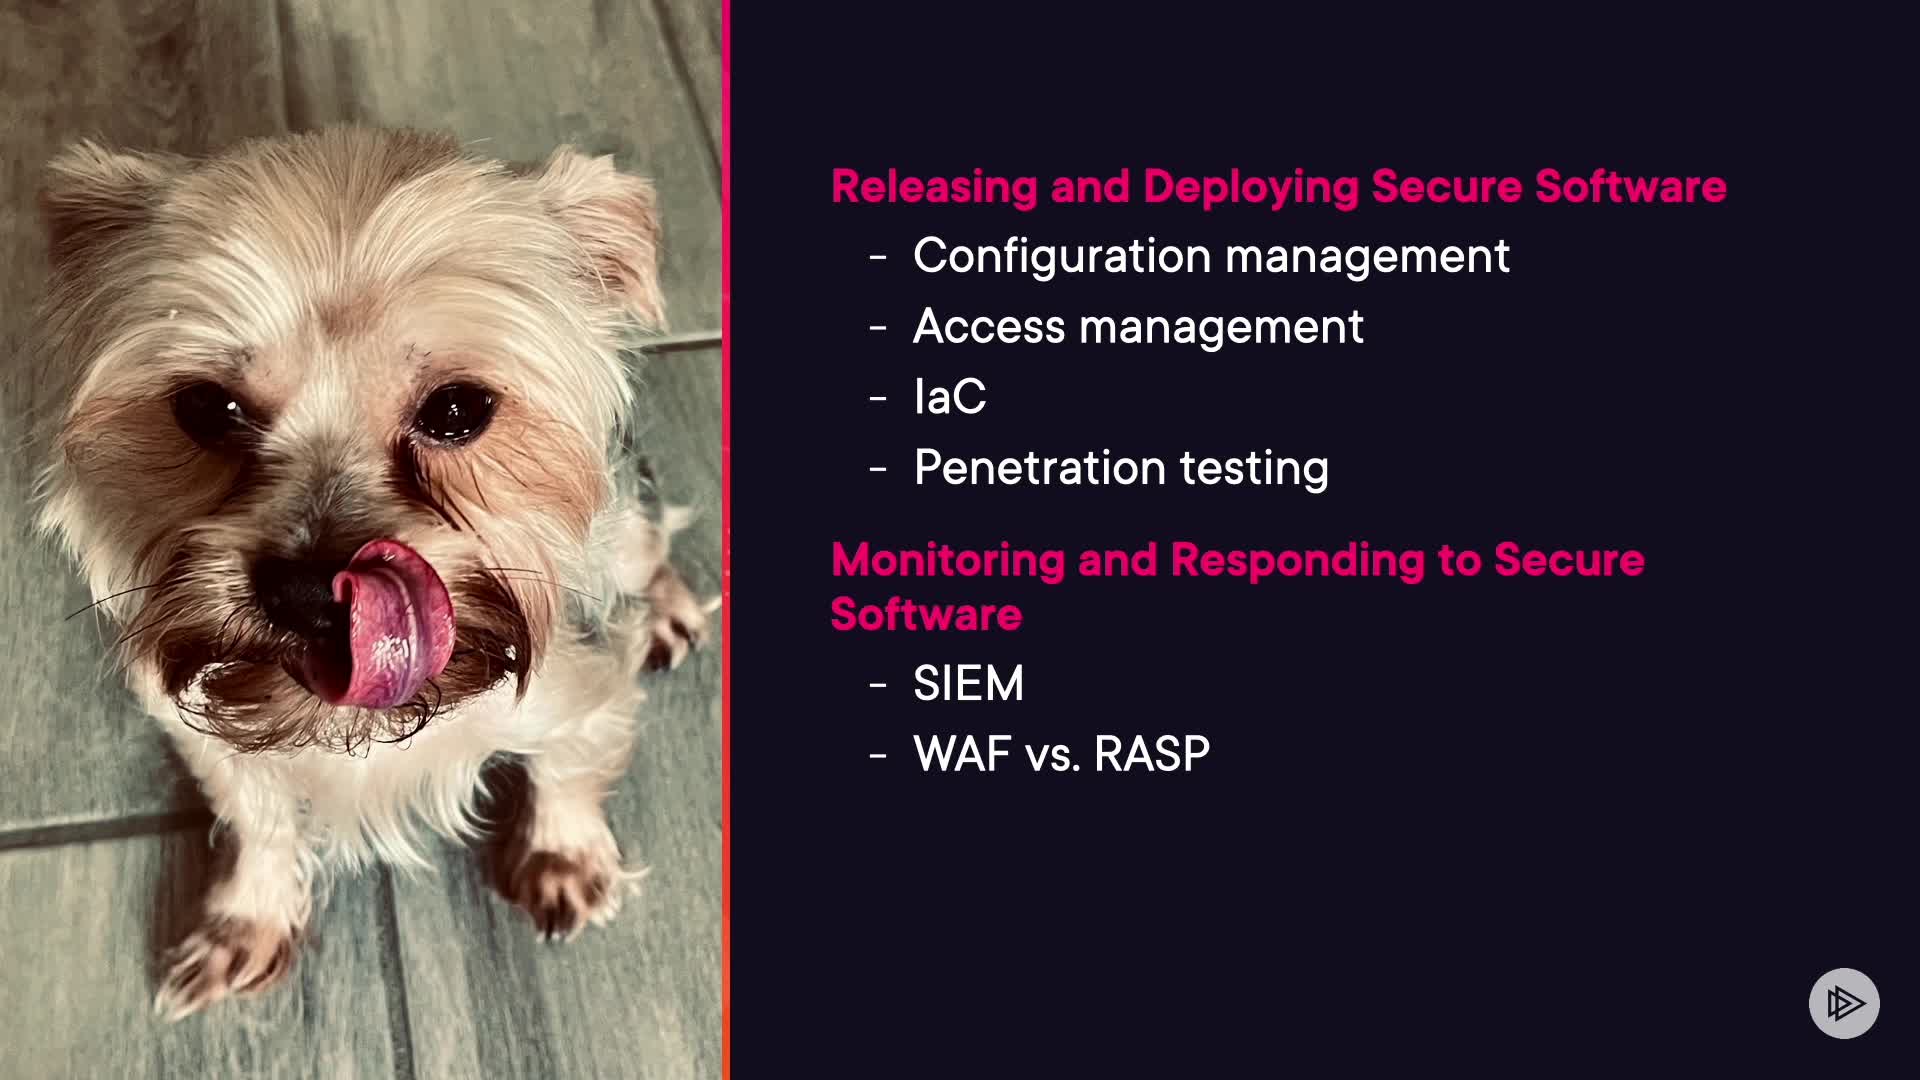 Releasing and Deploying Secure Software
- Configuration management
- Access management
- IaC
- Penetration testing
Monitoring and Responding to Secure
Software
- SIEM
- WAF vs. RASP